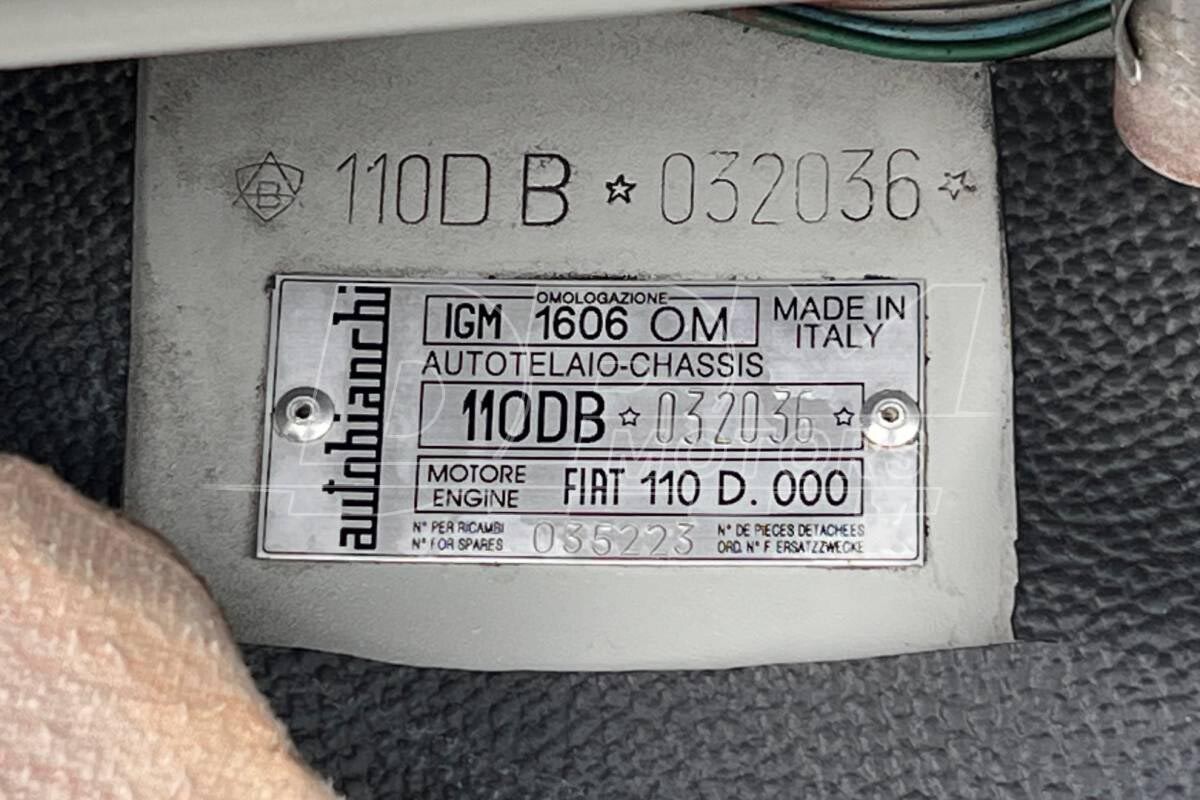 B 110D B ☆ 032036 ☆
autobianchi
OMOLOGAZIONE
IGM 1606 OM
MADE IN
ITALY
AUTOTELAIO-CHASSIS
110DB ☆ 032036 ☆
MOTORE
ENGINE
FIAT 110 D. 000
N° PER RICAMBI
N° FOR SPARES
035223
N° DE PIECES DETACHEES
ORD. N° F. ERSATZZWECKE